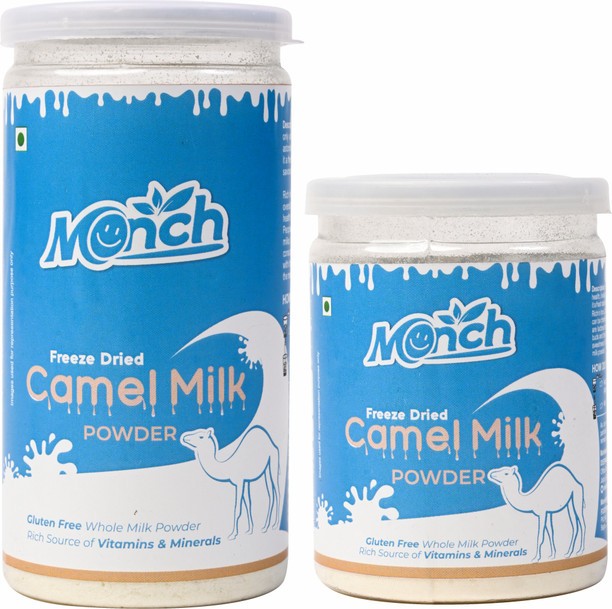 Monch
Freeze Dried
Camel Milk
POWDER
Gluten Free Whole Milk Powder
Rich Source of Vitamins & Minerals
Monch
Freeze Dried
Camel Milk
POWDER
Gluten Free Whole Milk Powder
Rich Source of Vitamins & Minerals